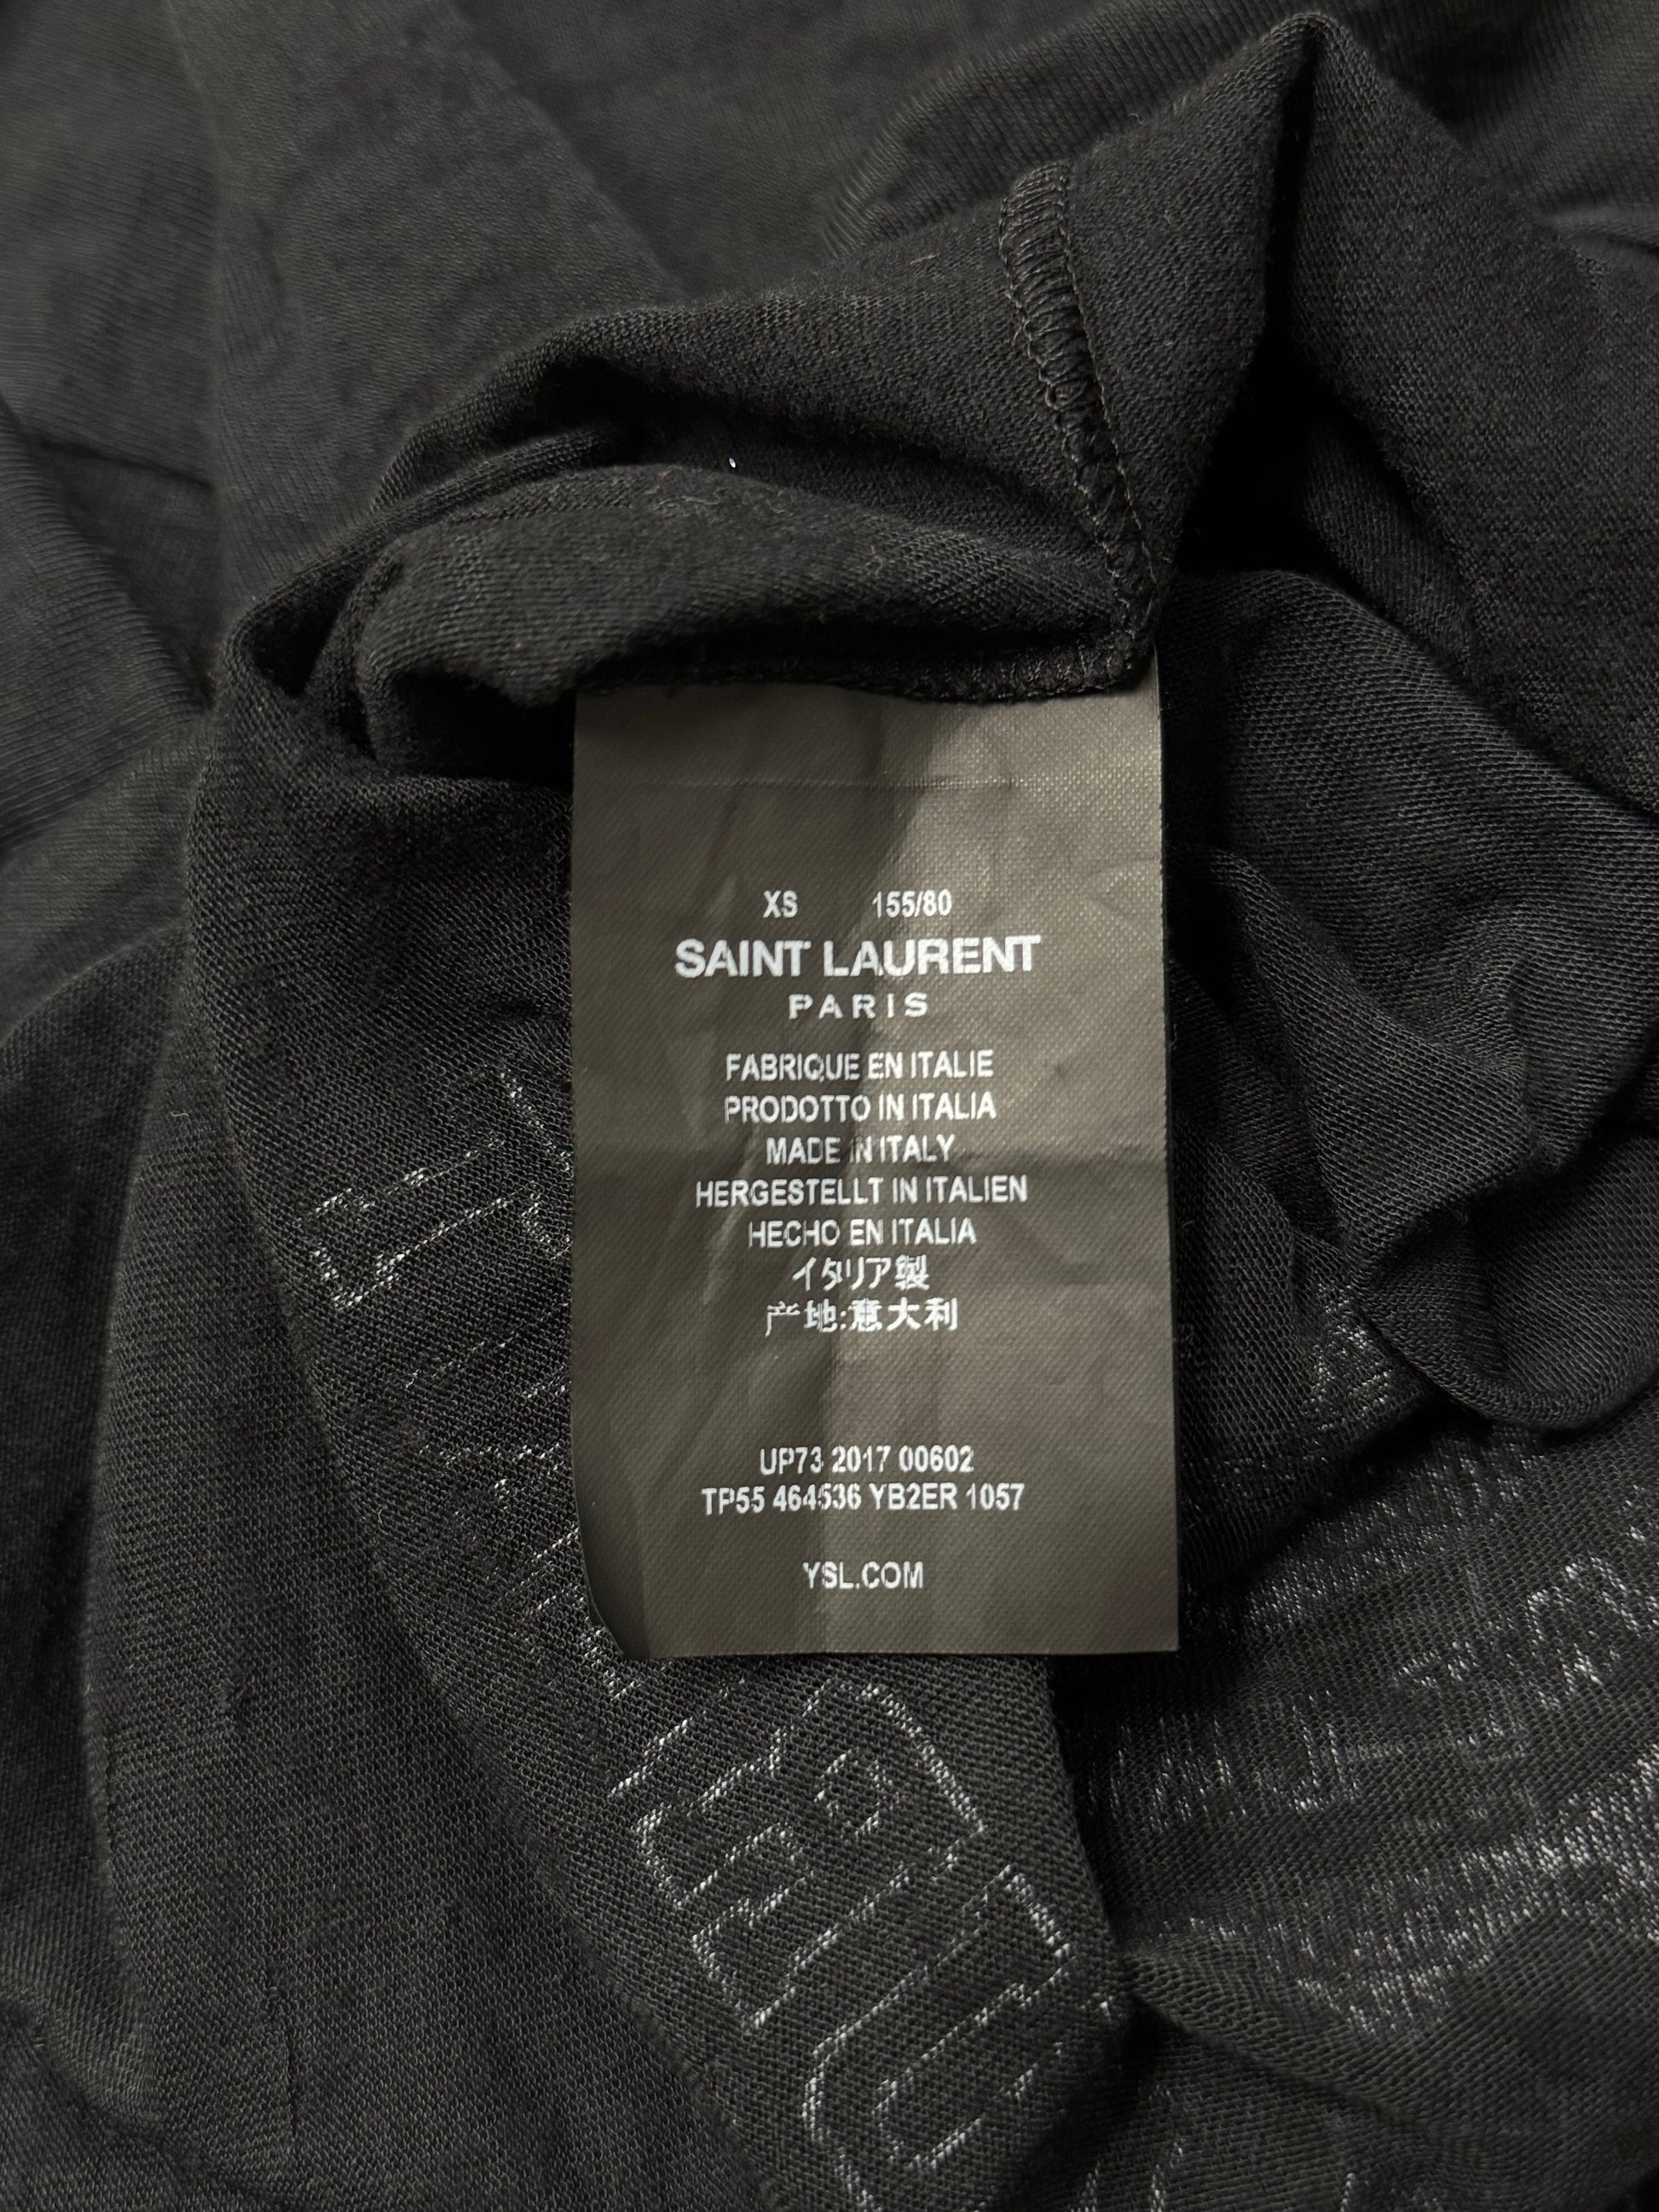 XS 155/80
SAINT LAURENT
PARIS
FABRIQUE EN ITALIE
PRODOTTO IN ITALIA
MADE IN ITALY
HERGESTELLT IN ITALIEN
HECHO EN ITALIA
イタリア製
产地:意大利
UP73 2017 00602
TP55 464536 YB2ER 1057
YSL.COM